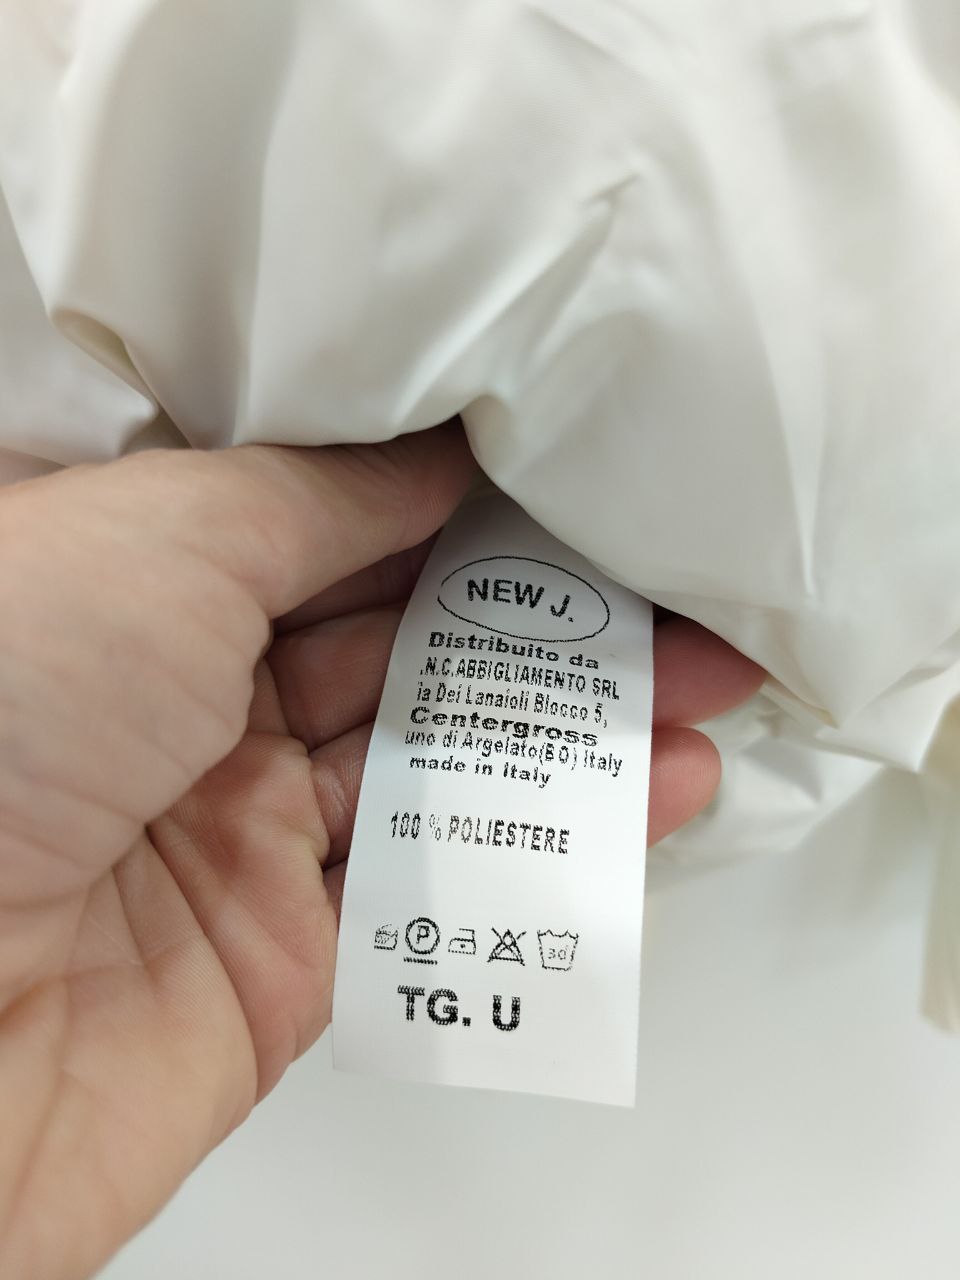 NEW J.
Distribuito da
.N.C.ABBIGLIAMENTO SRL
ia Dei Lanaioli Blocco 5,
Centergross
uno di Argelato(BO) Italy
made in Italy
100 % POLIESTERE
P 30
TG. U